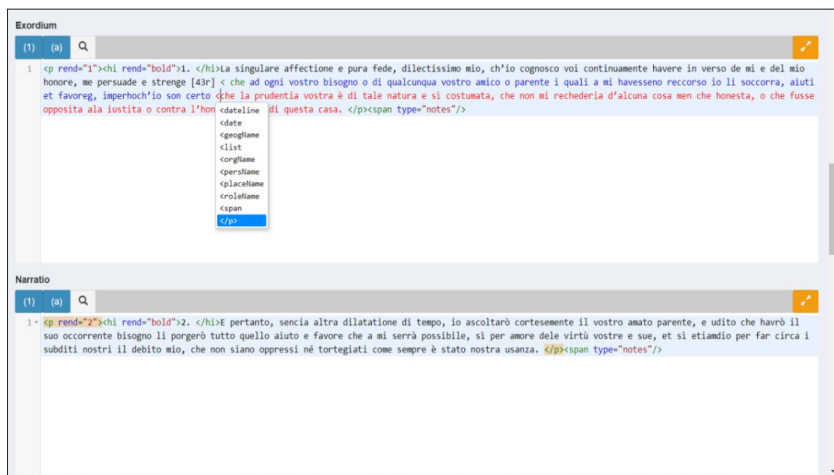 Exordium
(1) (a)
1 <p rend="1"><hi rend="bold">1. </hi>La singulare affectione e pura fede, dilectissimo mio, ch'io cognosco voi continuamente havere in verso de mi e del mio
honore, me persuade e strenge [43r] < che ad ogni vostro bisogno o di qualcunqua vostro amico o parente i quali a mi havesseno reccorso io li soccorra, aiuti
et favoreg, imperhoch'io son certo <che la prudentia vostra è di tale natura e sì costumata, che non mi rechederia d'alcuna cosa men che honesta, o che fusse
opposita ala iustita o contra l'hon di questa casa. </p><span type="notes"/>
<dateline
<date
<geogName
<list
<orgName
<persName
<placeName
<roleName
<span
</p>
Narratio
(1) (a)
1 <p rend="2"><hi rend="bold">2. </hi>E pertanto, sencia altra dilatatione di tempo, io ascoltarò cortesemente il vostro amato parente, e udito che havrò il
suo occorrente bisogno li porgerò tutto quello aiuto e favore che a mi serrà possibile, sì per amore dele virtù vostre e sue, et sì etiamdio per far circa i
subditi nostri il debito mio, che non siano oppressi né tortegiati come sempre è stato nostra usanza. </p><span type="notes"/>